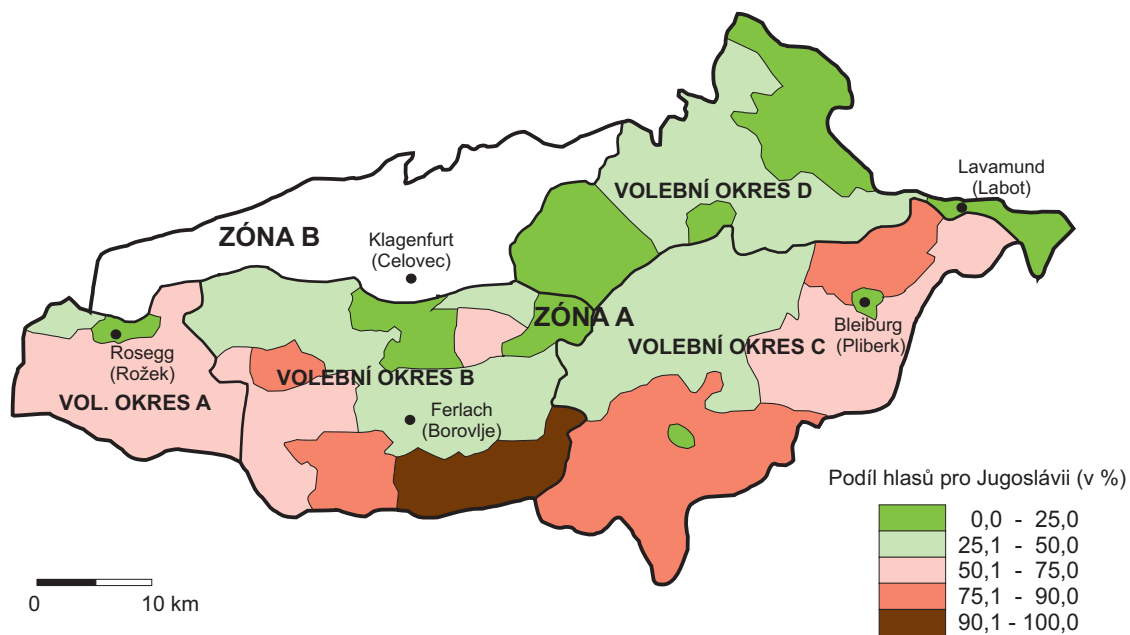 Lavamund
(Labot)
VOLEBNÍ OKRES D
ZÓNA B
Klagenfurt
(Celovec)
ZÓNA A
Bleiburg
(Pliberk)
VOLEBNÍ OKRES C
Rosegg
(Rožek)
VOLEBNÍ OKRES B
VOL. OKRES A
Ferlach
(Borovlje)
Podíl hlasů pro Jugoslávii (v %)
0,0 - 25,0
25,1 - 50,0
50,1 - 75,0
75,1 - 90,0
90,1 - 100,0
0 10 km